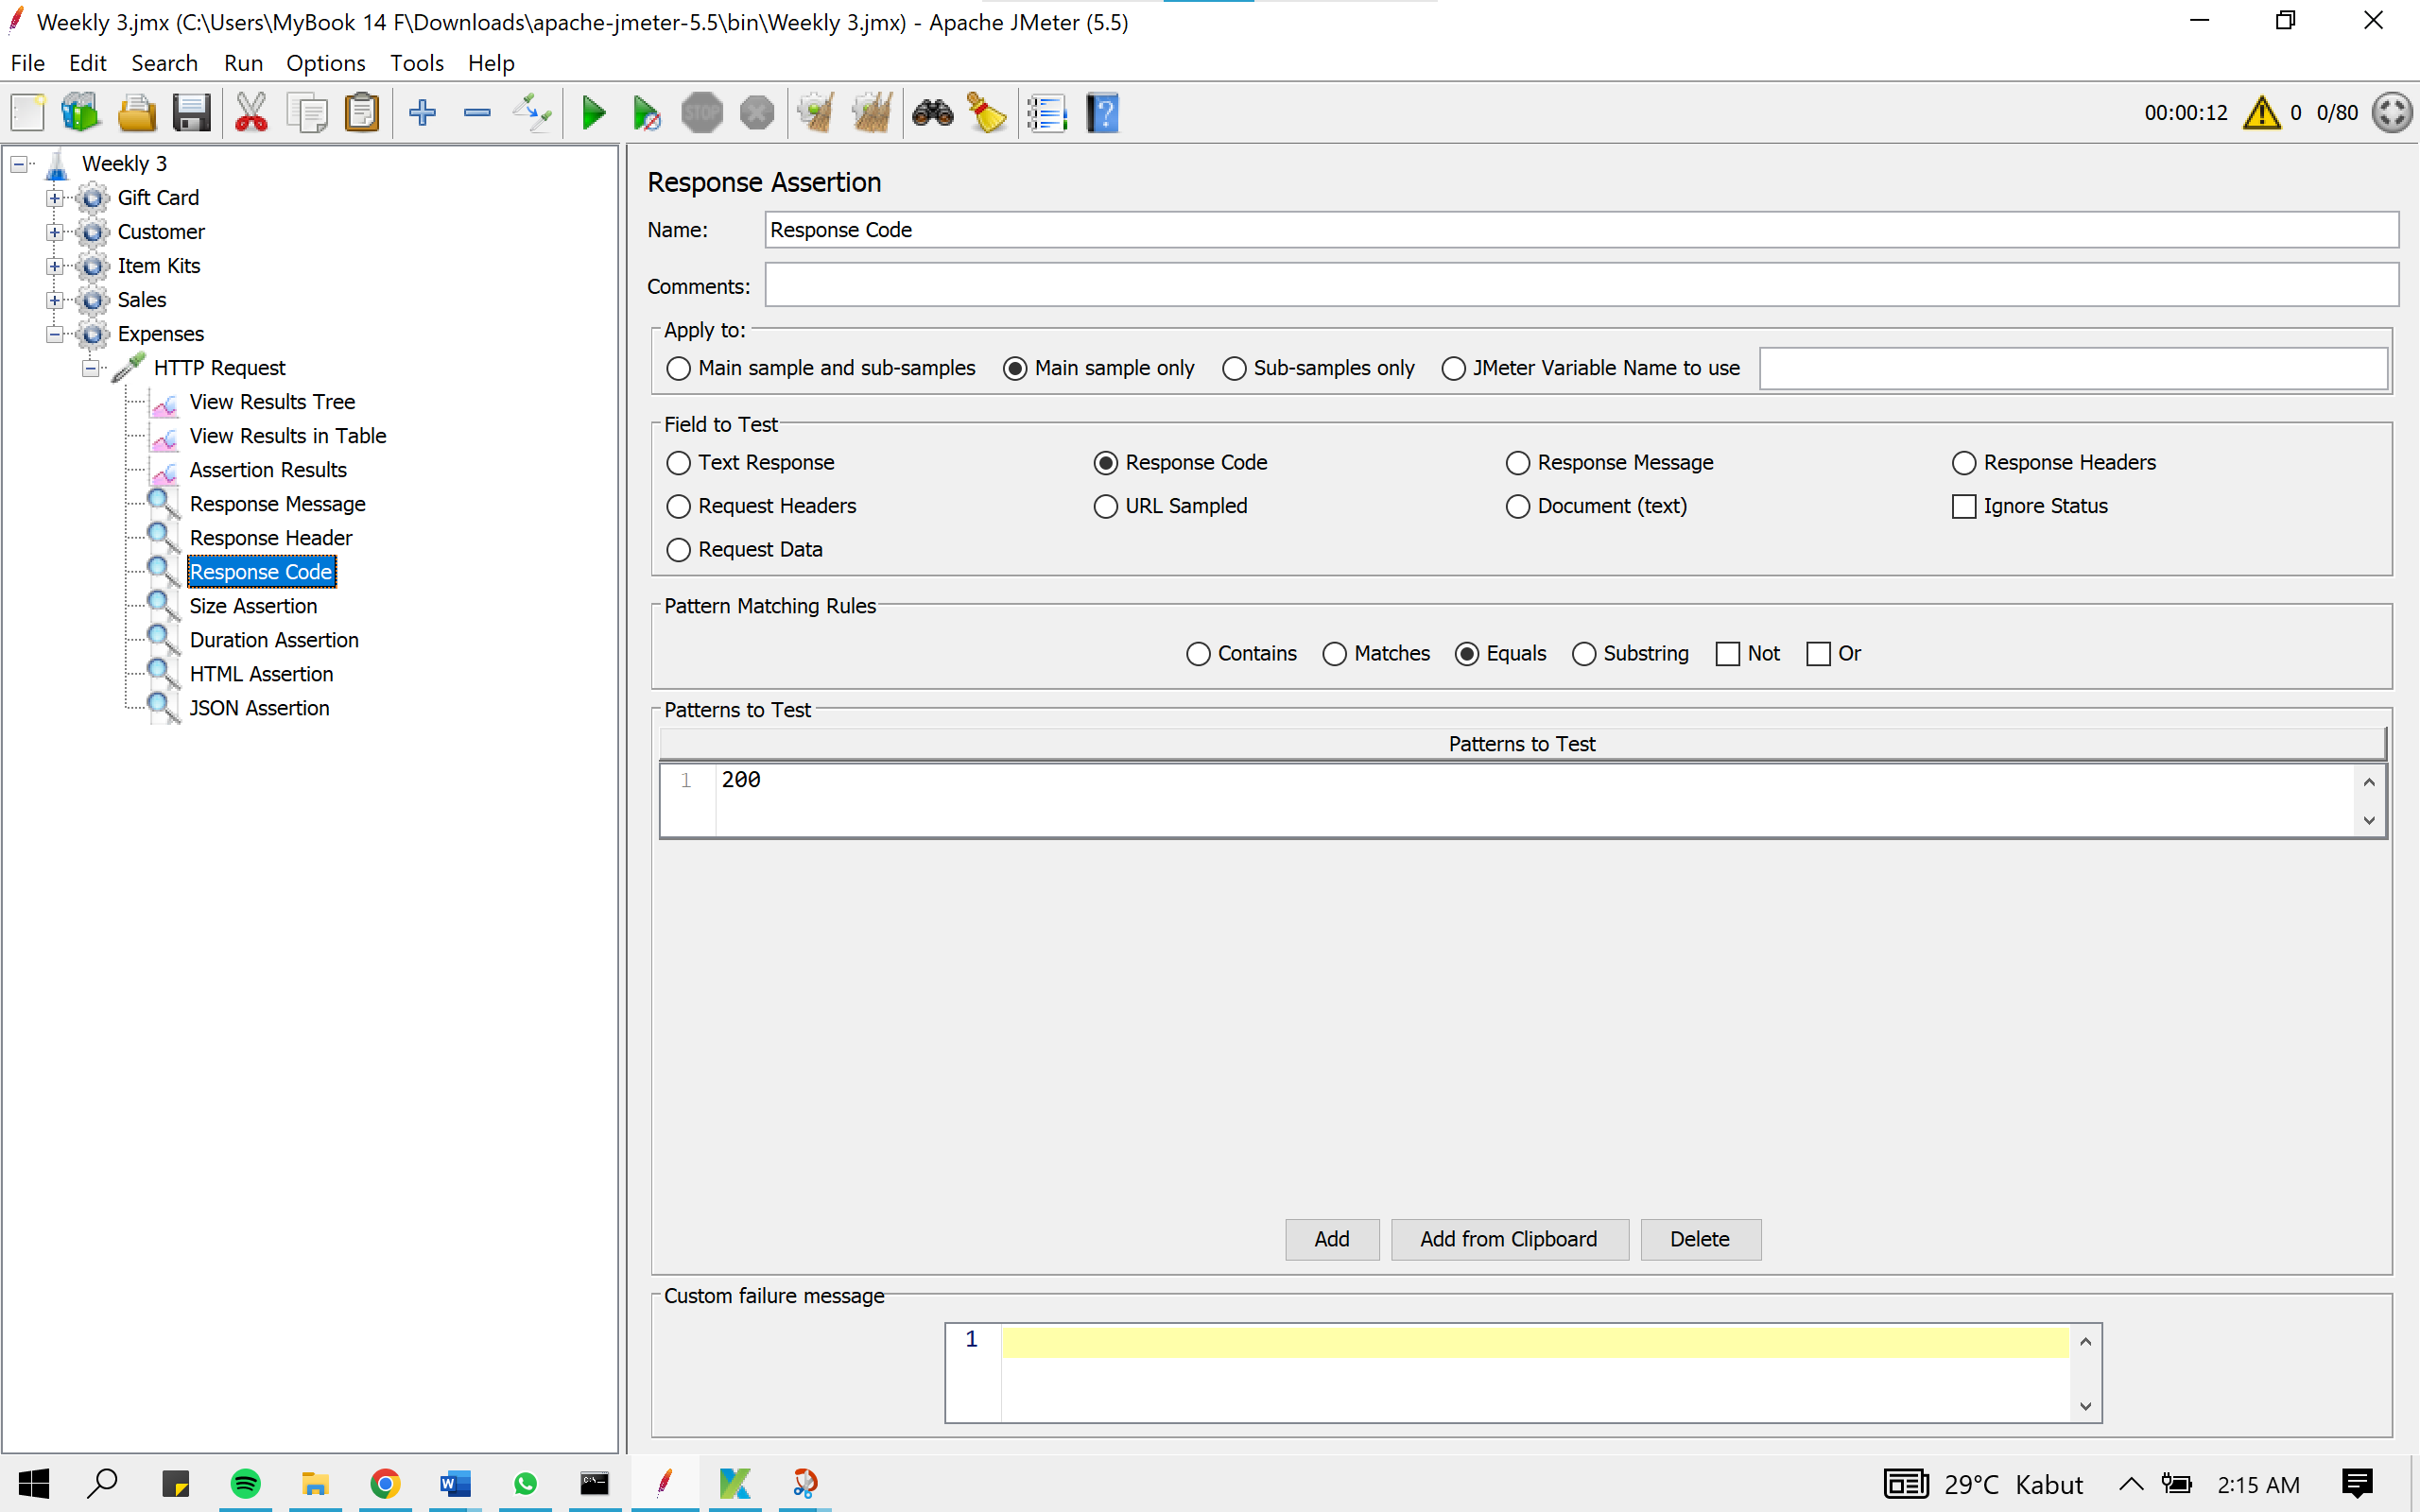 Weekly 3.jmx (C:\Users\MyBook 14 F\Downloads\apache-jmeter-5.5\bin\Weekly 3.jmx) - Apache JMeter (5.5)
File Edit Search Run Options Tools Help
STOP 00:00:12 0 0/80
Weekly 3
Gift Card
Customer
Item Kits
Sales
Expenses
HTTP Request
View Results Tree
View Results in Table
Assertion Results
Response Message
Response Header
Response Code
Size Assertion
Duration Assertion
HTML Assertion
JSON Assertion
Response Assertion
Name: Response Code
Comments:
Apply to:
Main sample and sub-samples Main sample only Sub-samples only JMeter Variable Name to use
Field to Test
Text Response Response Code Response Message Response Headers
Request Headers URL Sampled Document (text) Ignore Status
Request Data
Pattern Matching Rules
Contains Matches Equals Substring Not Or
Patterns to Test
Patterns to Test
1 200
Add Add from Clipboard Delete
Custom failure message
1
29°C Kabut 2:15 AM